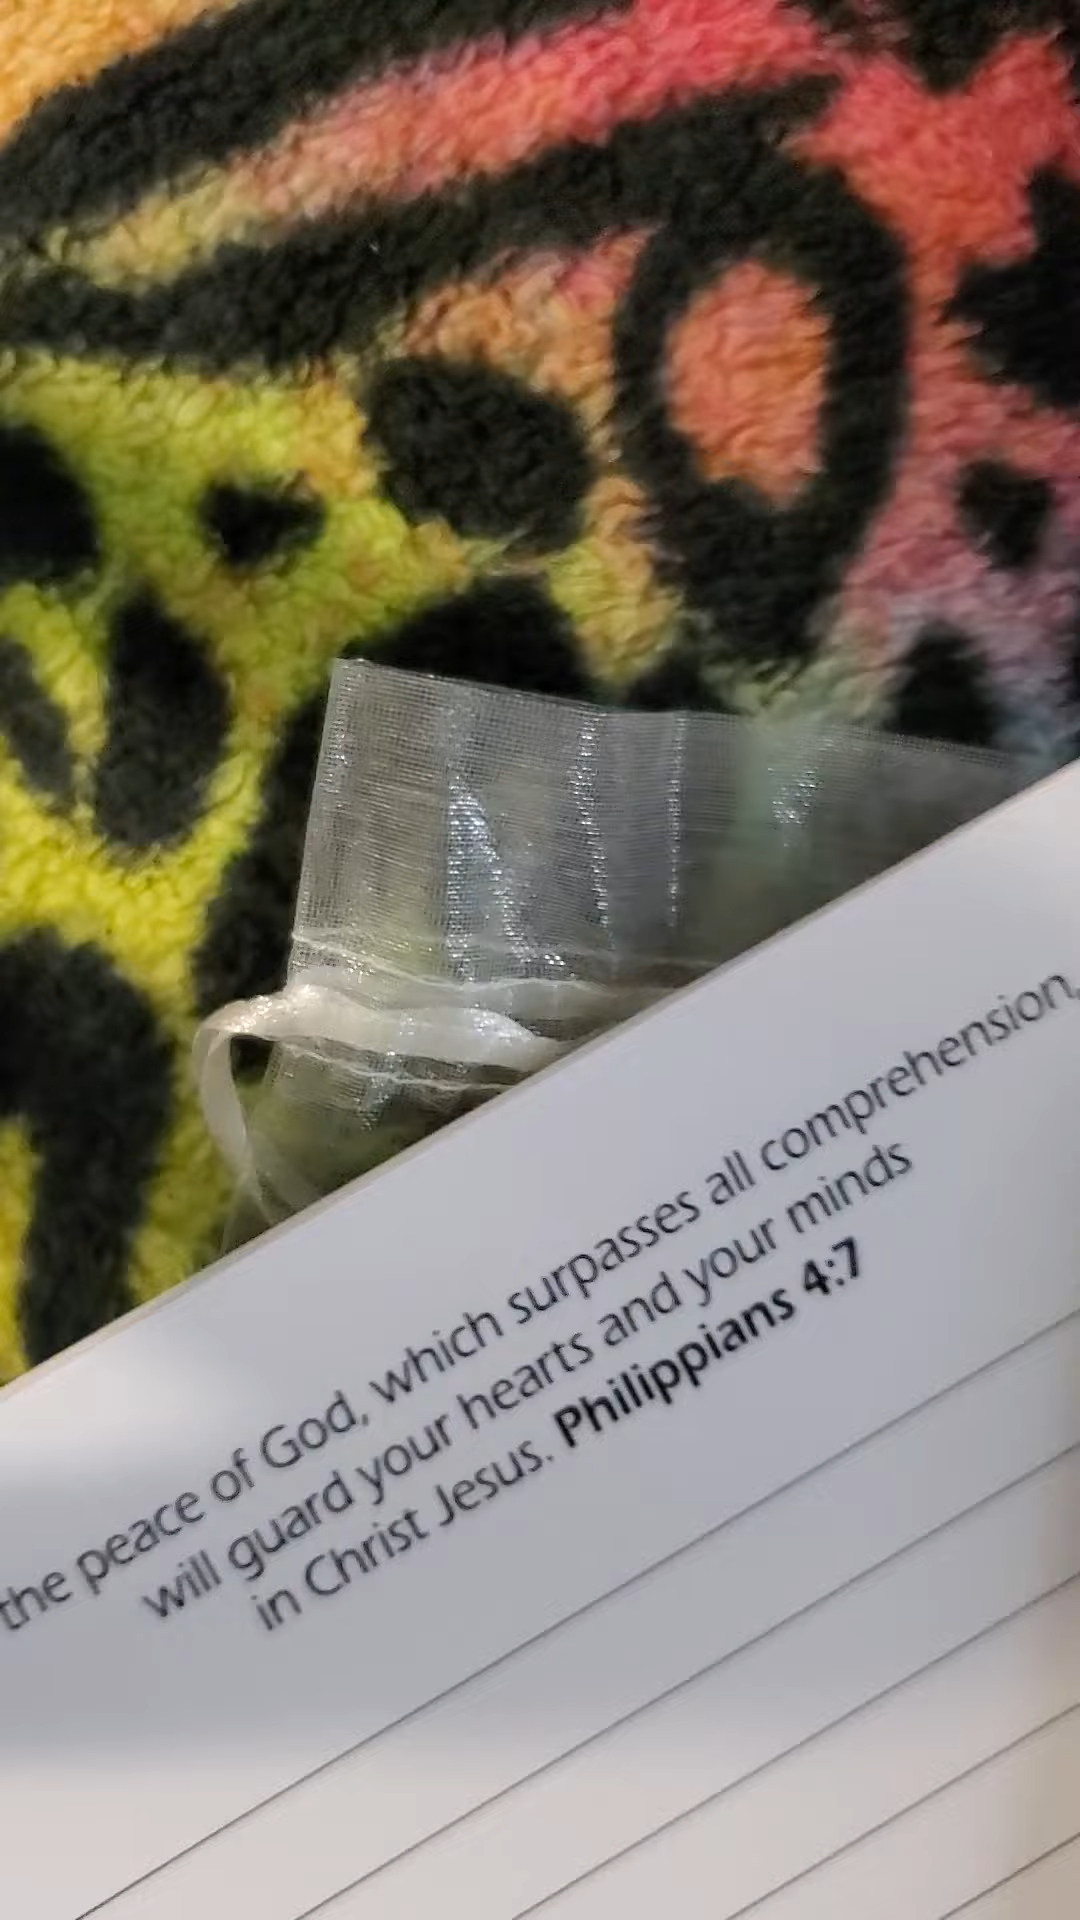 the peace of God, which surpasses all comprehension,
will guard your hearts and your minds
in Christ Jesus. Philippians 4:7